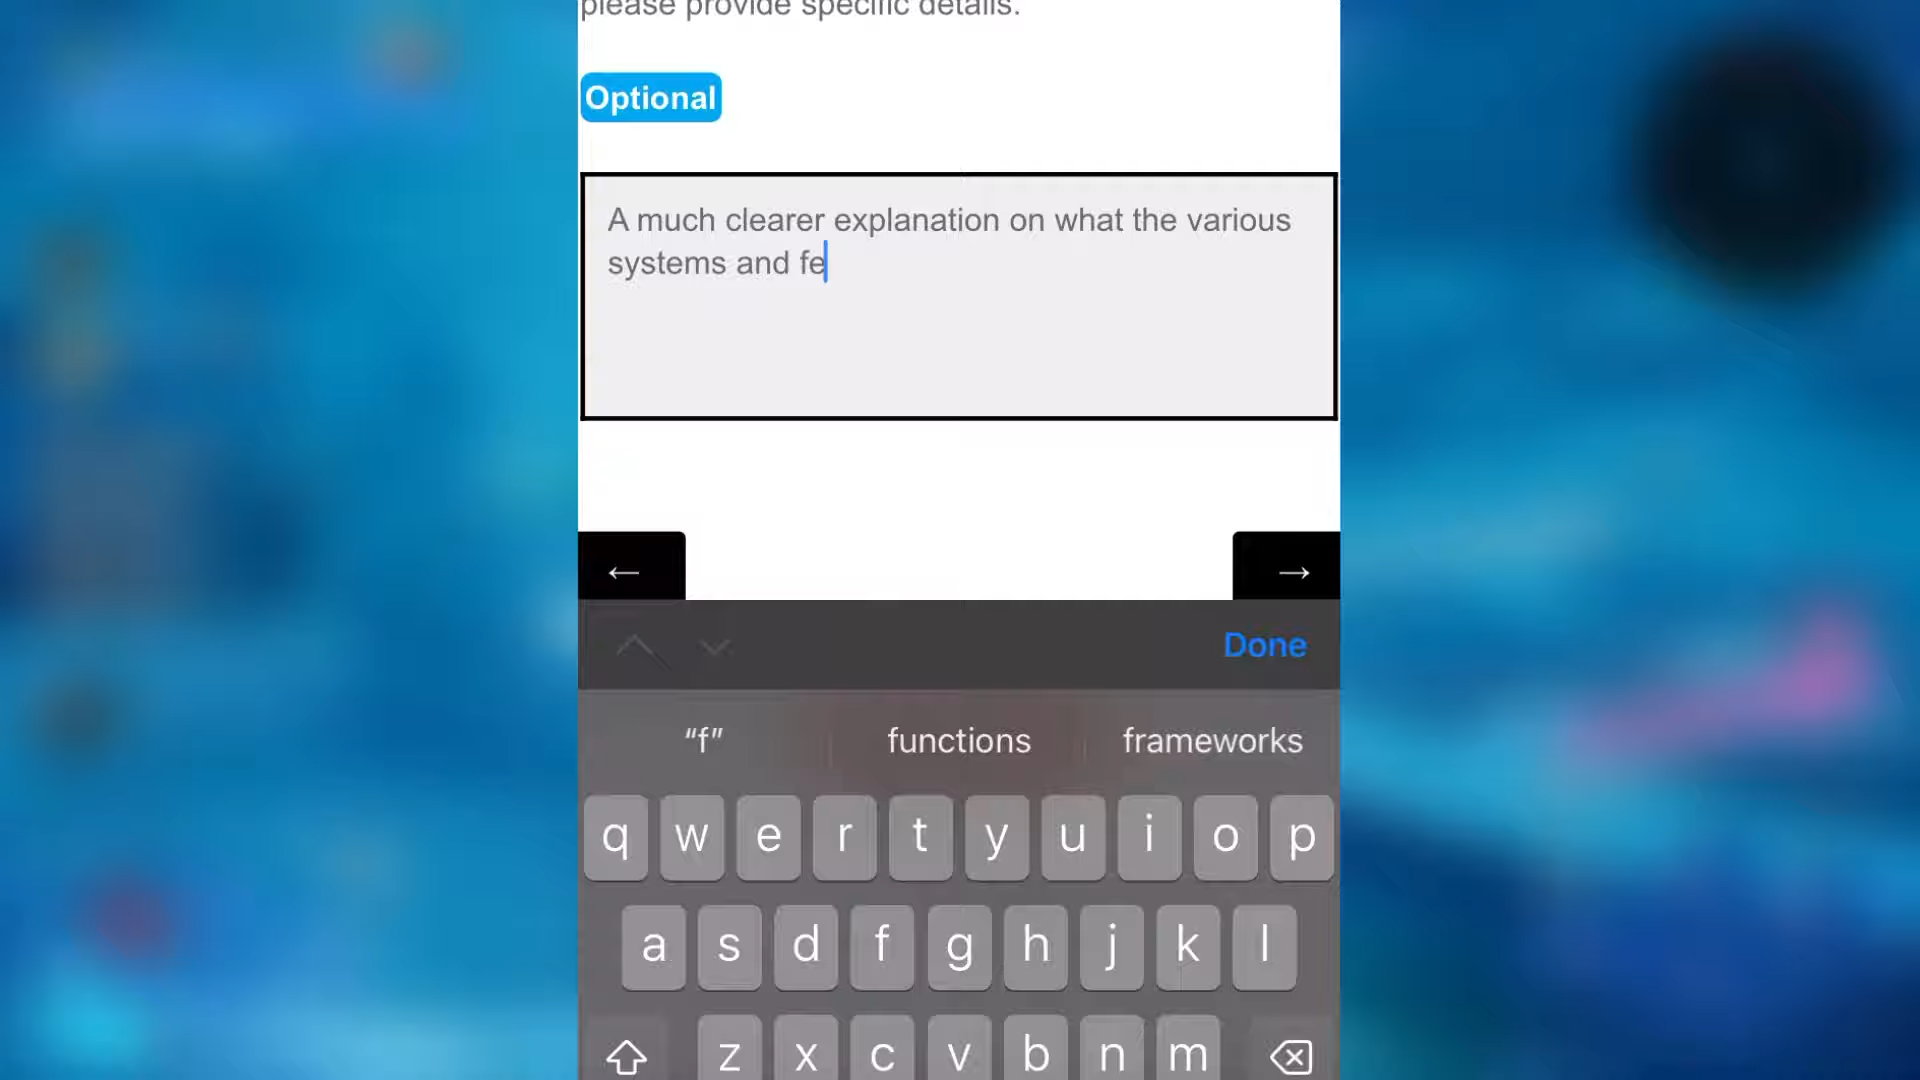 please provide specific details.
Optional
A much clearer explanation on what the various
systems and fe
← →
Done
“f” functions frameworks
q w e r t y u i o p
a s d f g h j k l
z x c v b n m